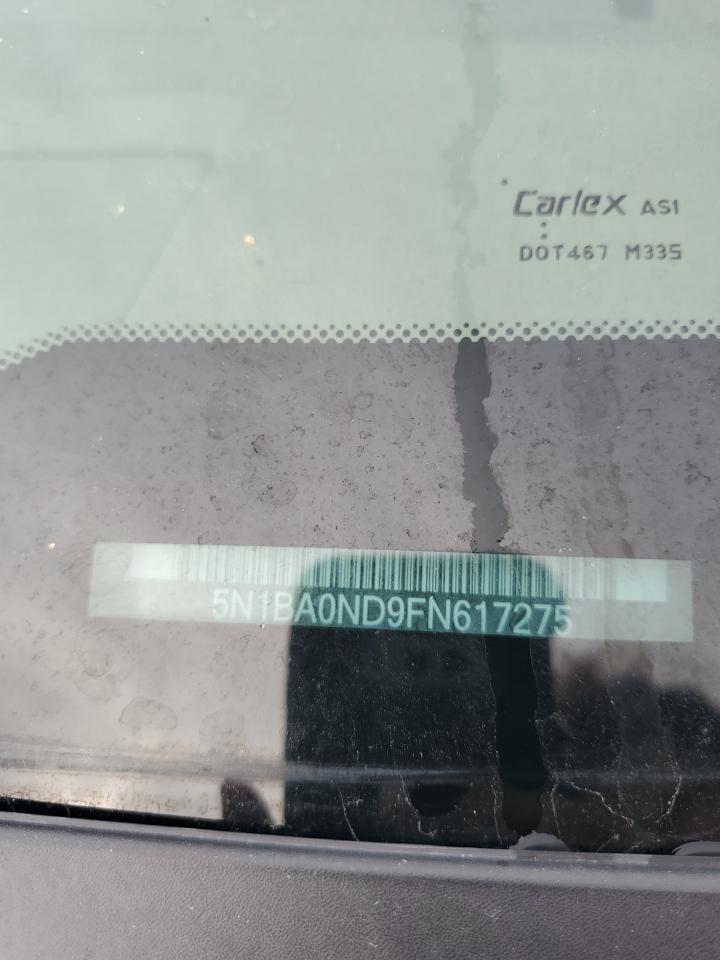 Carlex AS1
DOT467 M335
5N1BA0ND9FN617275